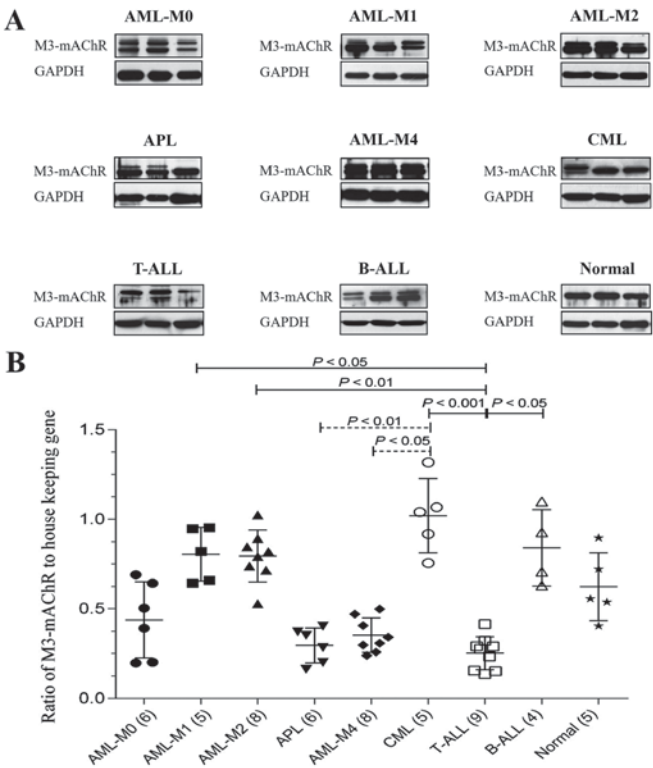 A
AML-M0 AML-M1 AML-M2
M3-mAChR M3-mAChR M3-mAChR
GAPDH GAPDH GAPDH
APL AML-M4 CML
M3-mAChR M3-mAChR M3-mAChR
GAPDH GAPDH GAPDH
T-ALL B-ALL Normal
M3-mAChR M3-mAChR M3-mAChR
GAPDH GAPDH GAPDH
B
P < 0.05
P < 0.01
P < 0.001 P < 0.05
P < 0.01
P < 0.05
Ratio of M3-mAChR to house keeping gene
1.5
1.0
0.5
0.0
AML-M0 (6) AML-M1 (5) AML-M2 (8) APL (6) AML-M4 (8) CML (5) T-ALL (9) B-ALL (4) Normal (5)